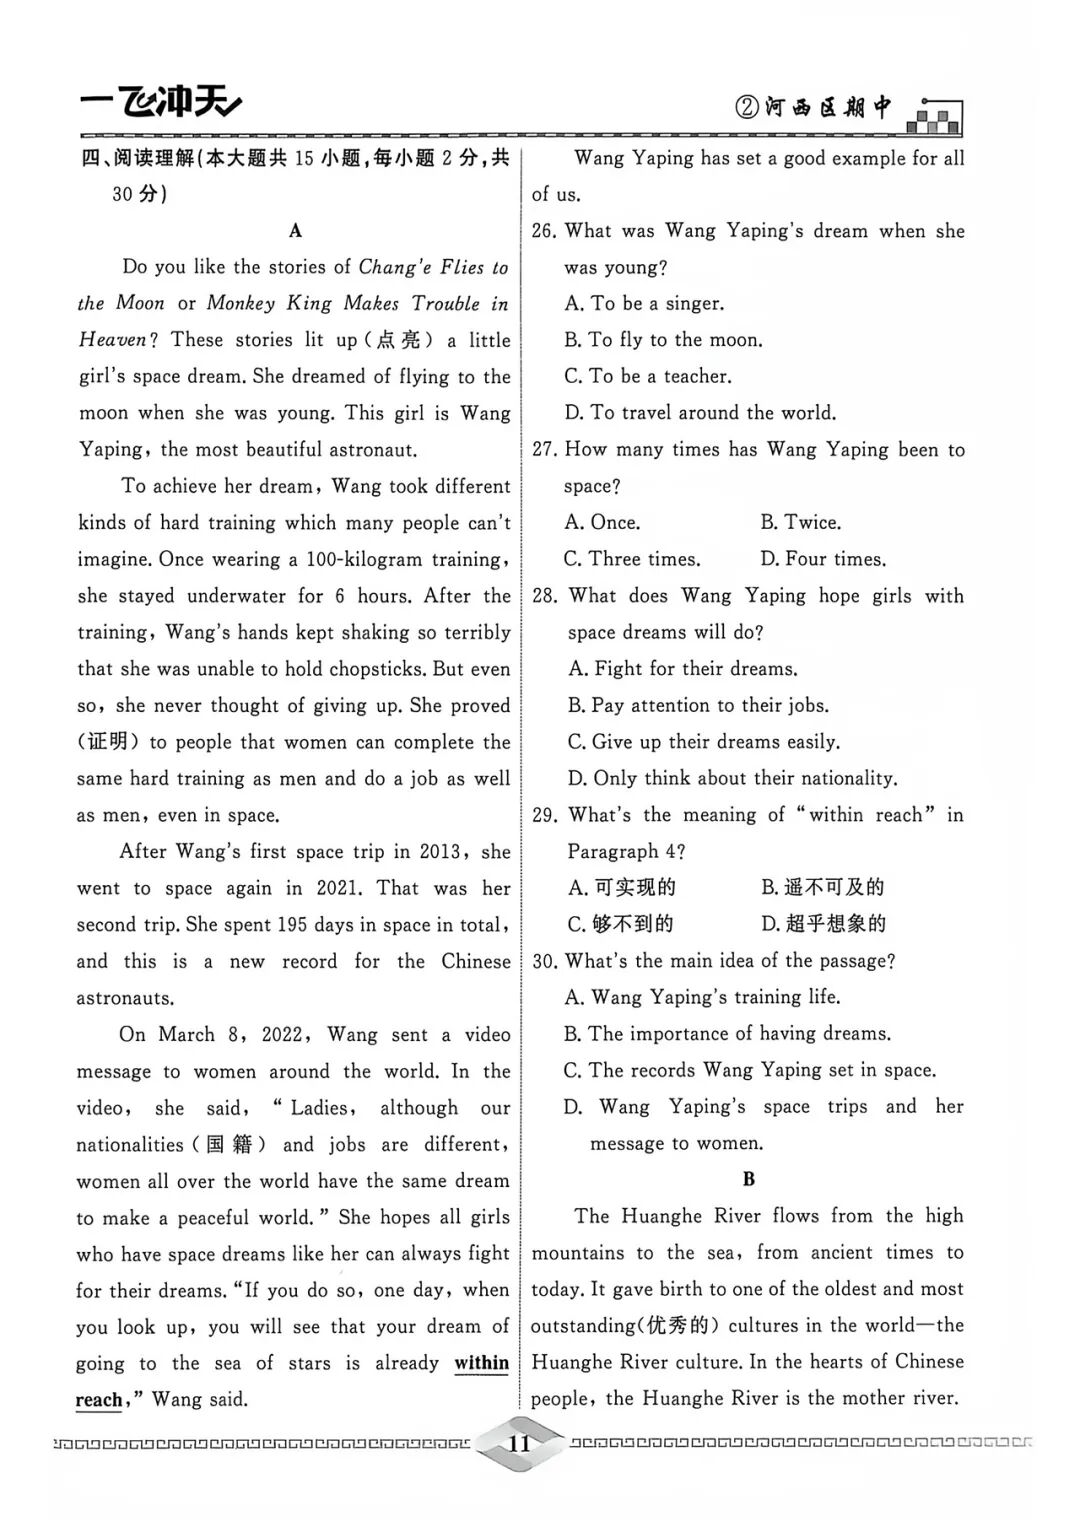 一飞冲天
②河西区期中
四、阅读理解(本大题共 15 小题,每小题 2 分,共
30 分)
A
Do you like the stories of Chang'e Flies to
the Moon or Monkey King Makes Trouble in
Heaven? These stories lit up(点亮) a little
girl's space dream. She dreamed of flying to the
moon when she was young. This girl is Wang
Yaping, the most beautiful astronaut.
To achieve her dream, Wang took different
kinds of hard training which many people can't
imagine. Once wearing a 100-kilogram training,
she stayed underwater for 6 hours. After the
training, Wang's hands kept shaking so terribly
that she was unable to hold chopsticks. But even
so, she never thought of giving up. She proved
(证明) to people that women can complete the
same hard training as men and do a job as well
as men, even in space.
After Wang's first space trip in 2013, she
went to space again in 2021. That was her
second trip. She spent 195 days in space in total,
and this is a new record for the Chinese
astronauts.
On March 8, 2022, Wang sent a video
message to women around the world. In the
video, she said, “Ladies, although our
nationalities(国籍) and jobs are different,
women all over the world have the same dream
to make a peaceful world.” She hopes all girls
who have space dreams like her can always fight
for their dreams. “If you do so, one day, when
you look up, you will see that your dream of
going to the sea of stars is already within
reach,” Wang said.
Wang Yaping has set a good example for all
of us.
26. What was Wang Yaping's dream when she
was young?
A. To be a singer.
B. To fly to the moon.
C. To be a teacher.
D. To travel around the world.
27. How many times has Wang Yaping been to
space?
A. Once. B. Twice.
C. Three times. D. Four times.
28. What does Wang Yaping hope girls with
space dreams will do?
A. Fight for their dreams.
B. Pay attention to their jobs.
C. Give up their dreams easily.
D. Only think about their nationality.
29. What's the meaning of “within reach” in
Paragraph 4?
A. 可实现的 B. 遥不可及的
C. 够不到的 D. 超乎想象的
30. What's the main idea of the passage?
A. Wang Yaping's training life.
B. The importance of having dreams.
C. The records Wang Yaping set in space.
D. Wang Yaping's space trips and her
message to women.
B
The Huanghe River flows from the high
mountains to the sea, from ancient times to
today. It gave birth to one of the oldest and most
outstanding(优秀的) cultures in the world—the
Huanghe River culture. In the hearts of Chinese
people, the Huanghe River is the mother river.
11